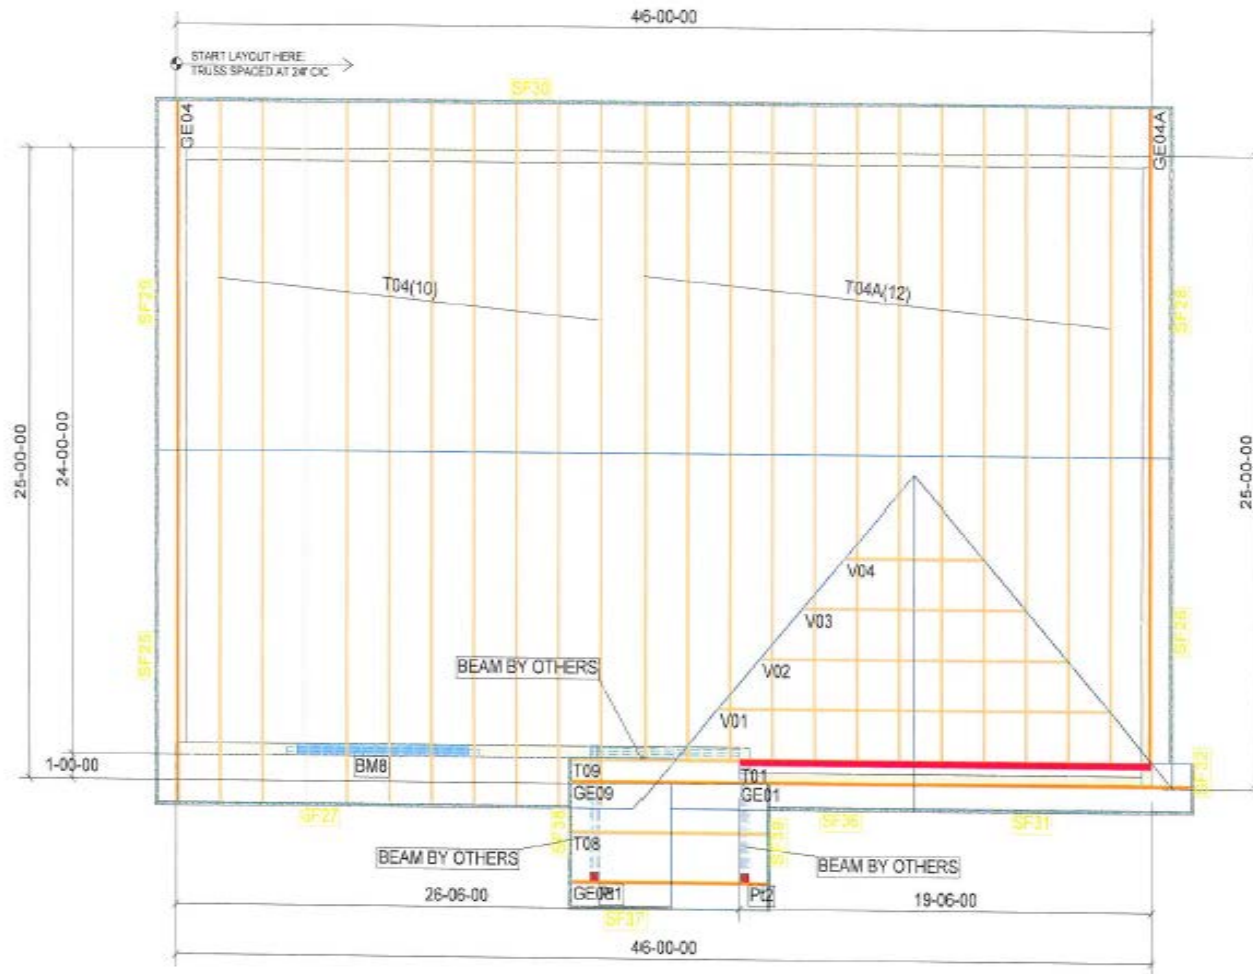 46-00-00
START LAYOUT HERE:
TRUSS SPACED AT 24" C/C
SF30
GE04
GE04A
SF29
SF28
T04(10)
T04A(12)
25-00-00
24-00-00
25-00-00
V04
V03
SF25
SF26
BEAM BY OTHERS
V02
V01
1-00-00
BM8
T09
T01
GE09
GE01
SF27
SF38
SF36
SF31
T08
BEAM BY OTHERS
BEAM BY OTHERS
26-06-00
Pt2
19-06-00
SF37
46-00-00